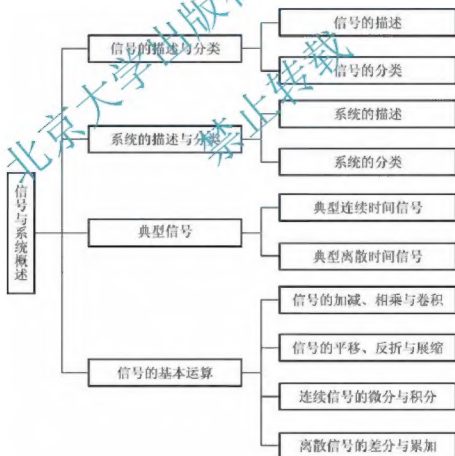 信号与系统概述
信号的描述与分类
信号的描述
信号的分类
系统的描述与分类
系统的描述
系统的分类
典型信号
典型连续时间信号
典型离散时间信号
信号的基本运算
信号的加减、相乘与卷积
信号的平移、反折与展缩
连续信号的微分与积分
离散信号的差分与累加
北京大学出版
禁止转载